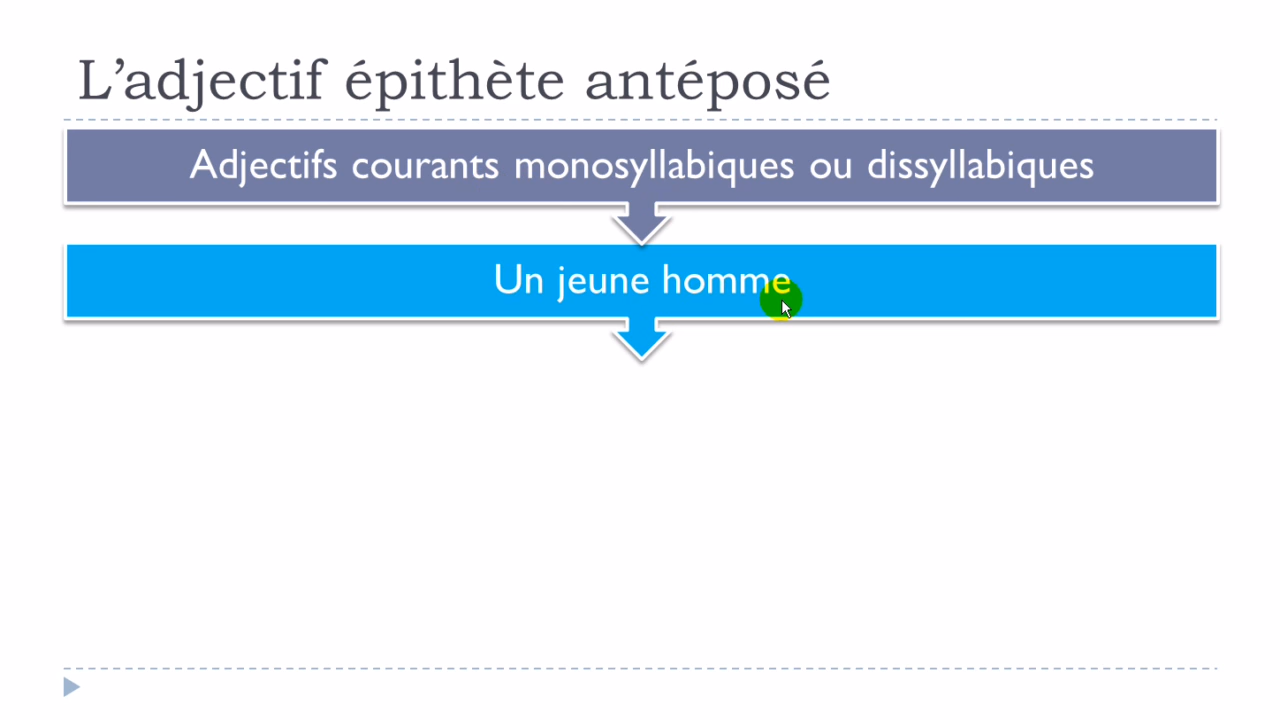 L’adjectif épithète antéposé
Adjectifs courants monosyllabiques ou dissyllabiques
Un jeune homme